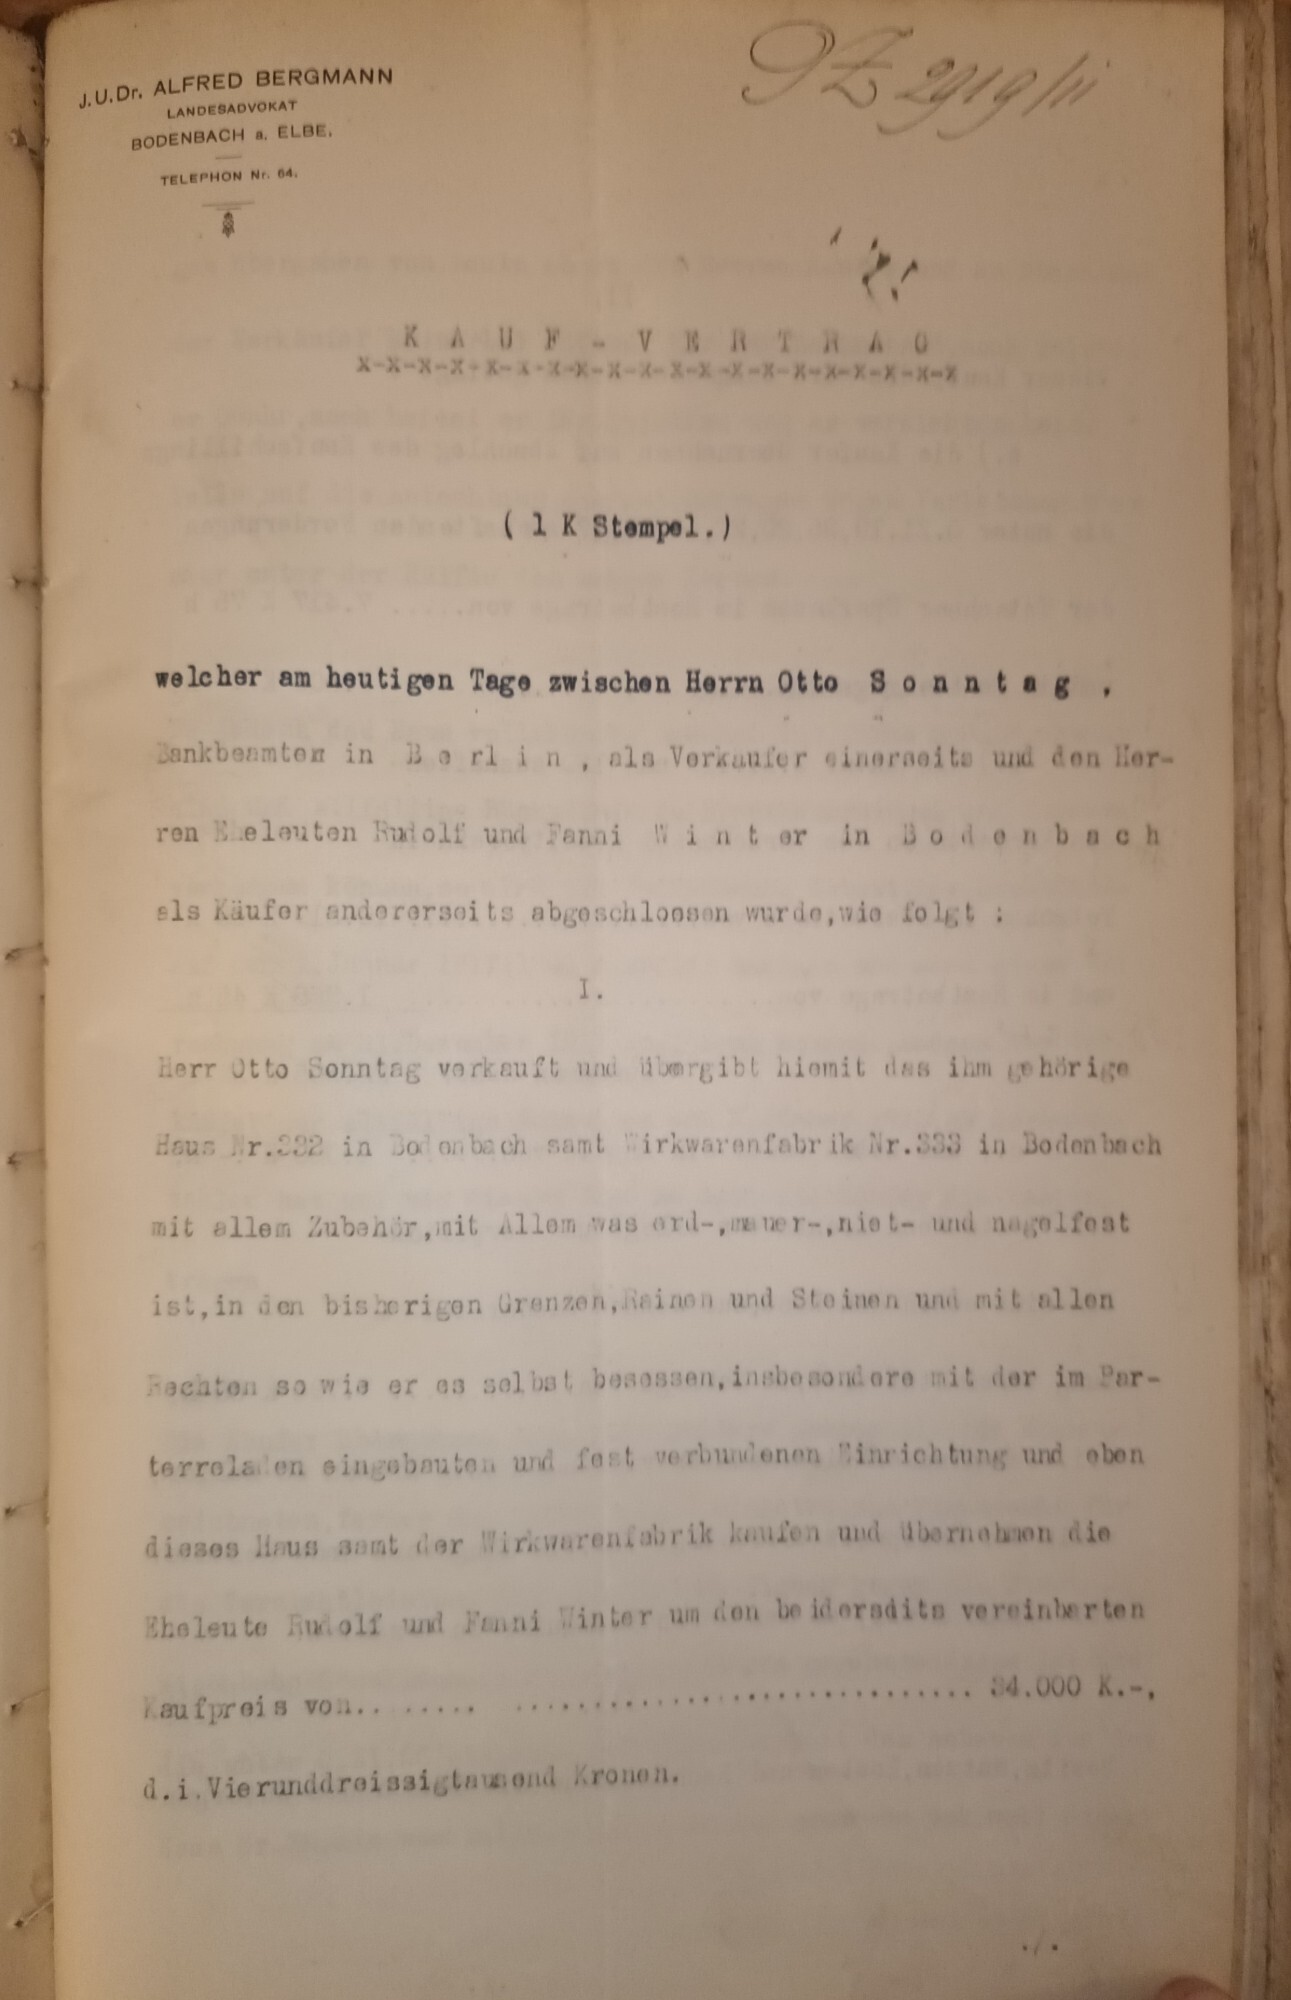 J.U.Dr. ALFRED BERGMANN
LANDESADVOKAT
BODENBACH a. ELBE.
TELEPHON Nr. 64.
2919/11
K A U F - V E R T R A G
X-X-X-X-X-X-X-X-X-X-X-X-X-X-X-X-X-X-X-X
( 1 K Stempel.)
welcher am heutigen Tage zwischen Herrn Otto S o n n t a g ,
Bankbeamten in B e r l i n , als Verkaufer einerseits und den Her-
ren Eheleuten Rudolf und Fanni W i n t e r in B o d e n b a c h
als Käufer andererseits abgeschloosen wurde,wie folgt :
I.
Herr Otto Sonntag verkauft und übergibt hiemit das ihm gehörige
Haus Nr.332 in Bodenbach samt Wirkwarenfabrik Nr.333 in Bodenbach
mit allem Zubehör,mit Allem was erd-,mauer-,niet- und nagelfest
ist,in den bisherigen Grenzen,Rainen und Steinen und mit allen
Rechten so wie er es selbst besessen,insbesondere mit der im Par-
terreladen eingebauten und fest verbundenen Einrichtung und eben
dieses Haus samt der Wirkwarenfabrik kaufen und übernehmen die
Eheleute Rudolf und Fanni Winter um den beidersdits vereinbarten
Kaufpreis von........ .............................. 34.000 K.-,
d.i.Vierunddreissigtausend Kronen.
./.